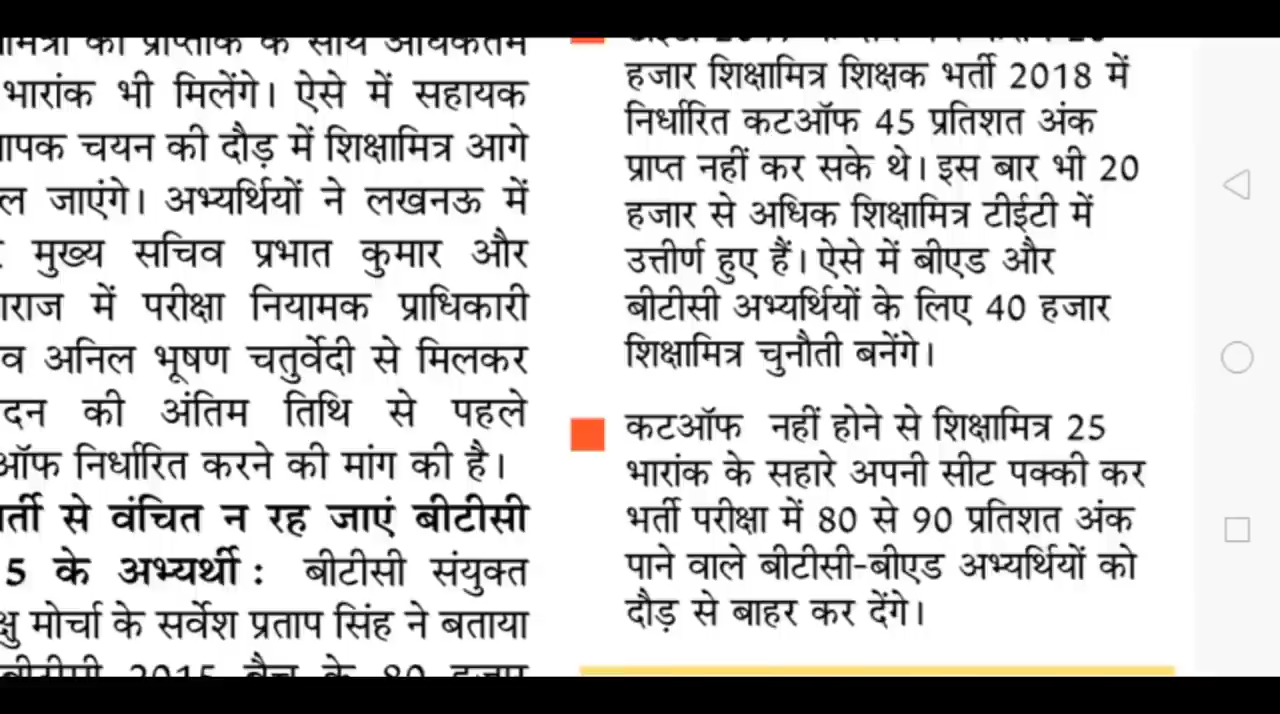 भारांक भी मिलेंगे। ऐसे में सहायक
चयन की दौड़ में शिक्षामित्र आगे
जाएंगे। अभ्यर्थियों ने लखनऊ में
मुख्य सचिव प्रभात कुमार और
में परीक्षा नियामक प्राधिकारी
अनिल भूषण चतुर्वेदी से मिलकर
की अंतिम तिथि से पहले
निर्धारित करने की मांग की है।
से वंचित न रह जाएं बीटीसी
5 के अभ्यर्थी : बीटीसी संयुक्त
मोर्चा के सर्वेश प्रताप सिंह ने बताया
हजार शिक्षामित्र शिक्षक भर्ती 2018 में
निर्धारित कटऑफ 45 प्रतिशत अंक
प्राप्त नहीं कर सके थे। इस बार भी 20
हजार से अधिक शिक्षामित्र टीईटी में
उत्तीर्ण हुए हैं। ऐसे में बीएड और
बीटीसी अभ्यर्थियों के लिए 40 हजार
शिक्षामित्र चुनौती बनेंगे।
कटऑफ नहीं होने से शिक्षामित्र 25
भारांक के सहारे अपनी सीट पक्की कर
भर्ती परीक्षा में 80 से 90 प्रतिशत अंक
पाने वाले बीटीसी-बीएड अभ्यर्थियों को
दौड़ से बाहर कर देंगे।